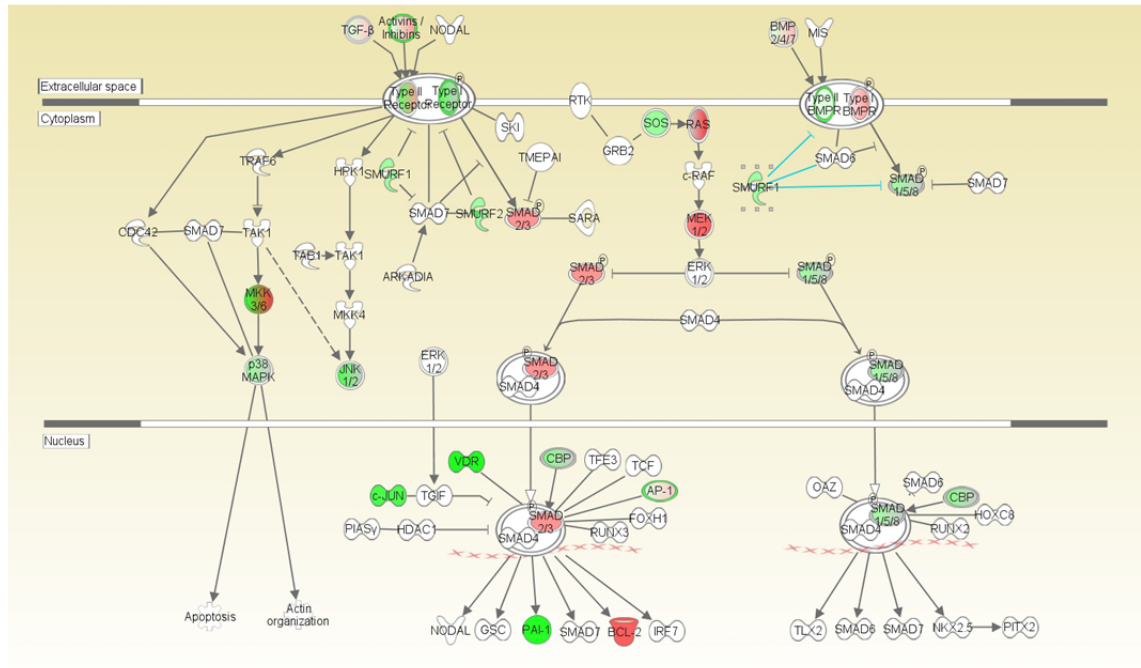 TGF-β
Activins /
Inhibins
NODAL
BMP
2/4/7
MIS
Extracellular space
Cytoplasm
Type II
Receptor
Type I
Receptor
P
RTK
SOS
RAS
Type II
BMPR
Type I
BMPR
P
SKI
GRB2
TRAF6
HPK1
SMURF1
TMEPAI
c-RAF
SMAD6
SMURF1
SMAD
1/5/8
P
SMAD7
CDC42
SMAD7
TAK1
SMAD7
SMURF2
SMAD
2/3
P
SARA
MEK
1/2
TAB1
TAK1
ARKADIA
SMAD
2/3
P
ERK
1/2
SMAD
1/5/8
P
MKK
3/6
MKK4
SMAD4
p38
MAPK
JNK
1/2
ERK
1/2
P
SMAD
2/3
SMAD4
P
SMAD
1/5/8
SMAD4
Nucleus
VDR
CBP
TFE3
TCF
c-JUN
TGIF
AP-1
OAZ
SMAD6
CBP
PIASγ
HDAC1
P
SMAD
2/3
SMAD4
FOXH1
RUNX3
P
SMAD
1/5/8
SMAD4
HOXC8
RUNX2
Apoptosis
Actin
organization
NODAL
GSC
PAI-1
SMAD7
BCL-2
IRF7
TLX2
SMAD6
SMAD7
NKX2.5
PITX2